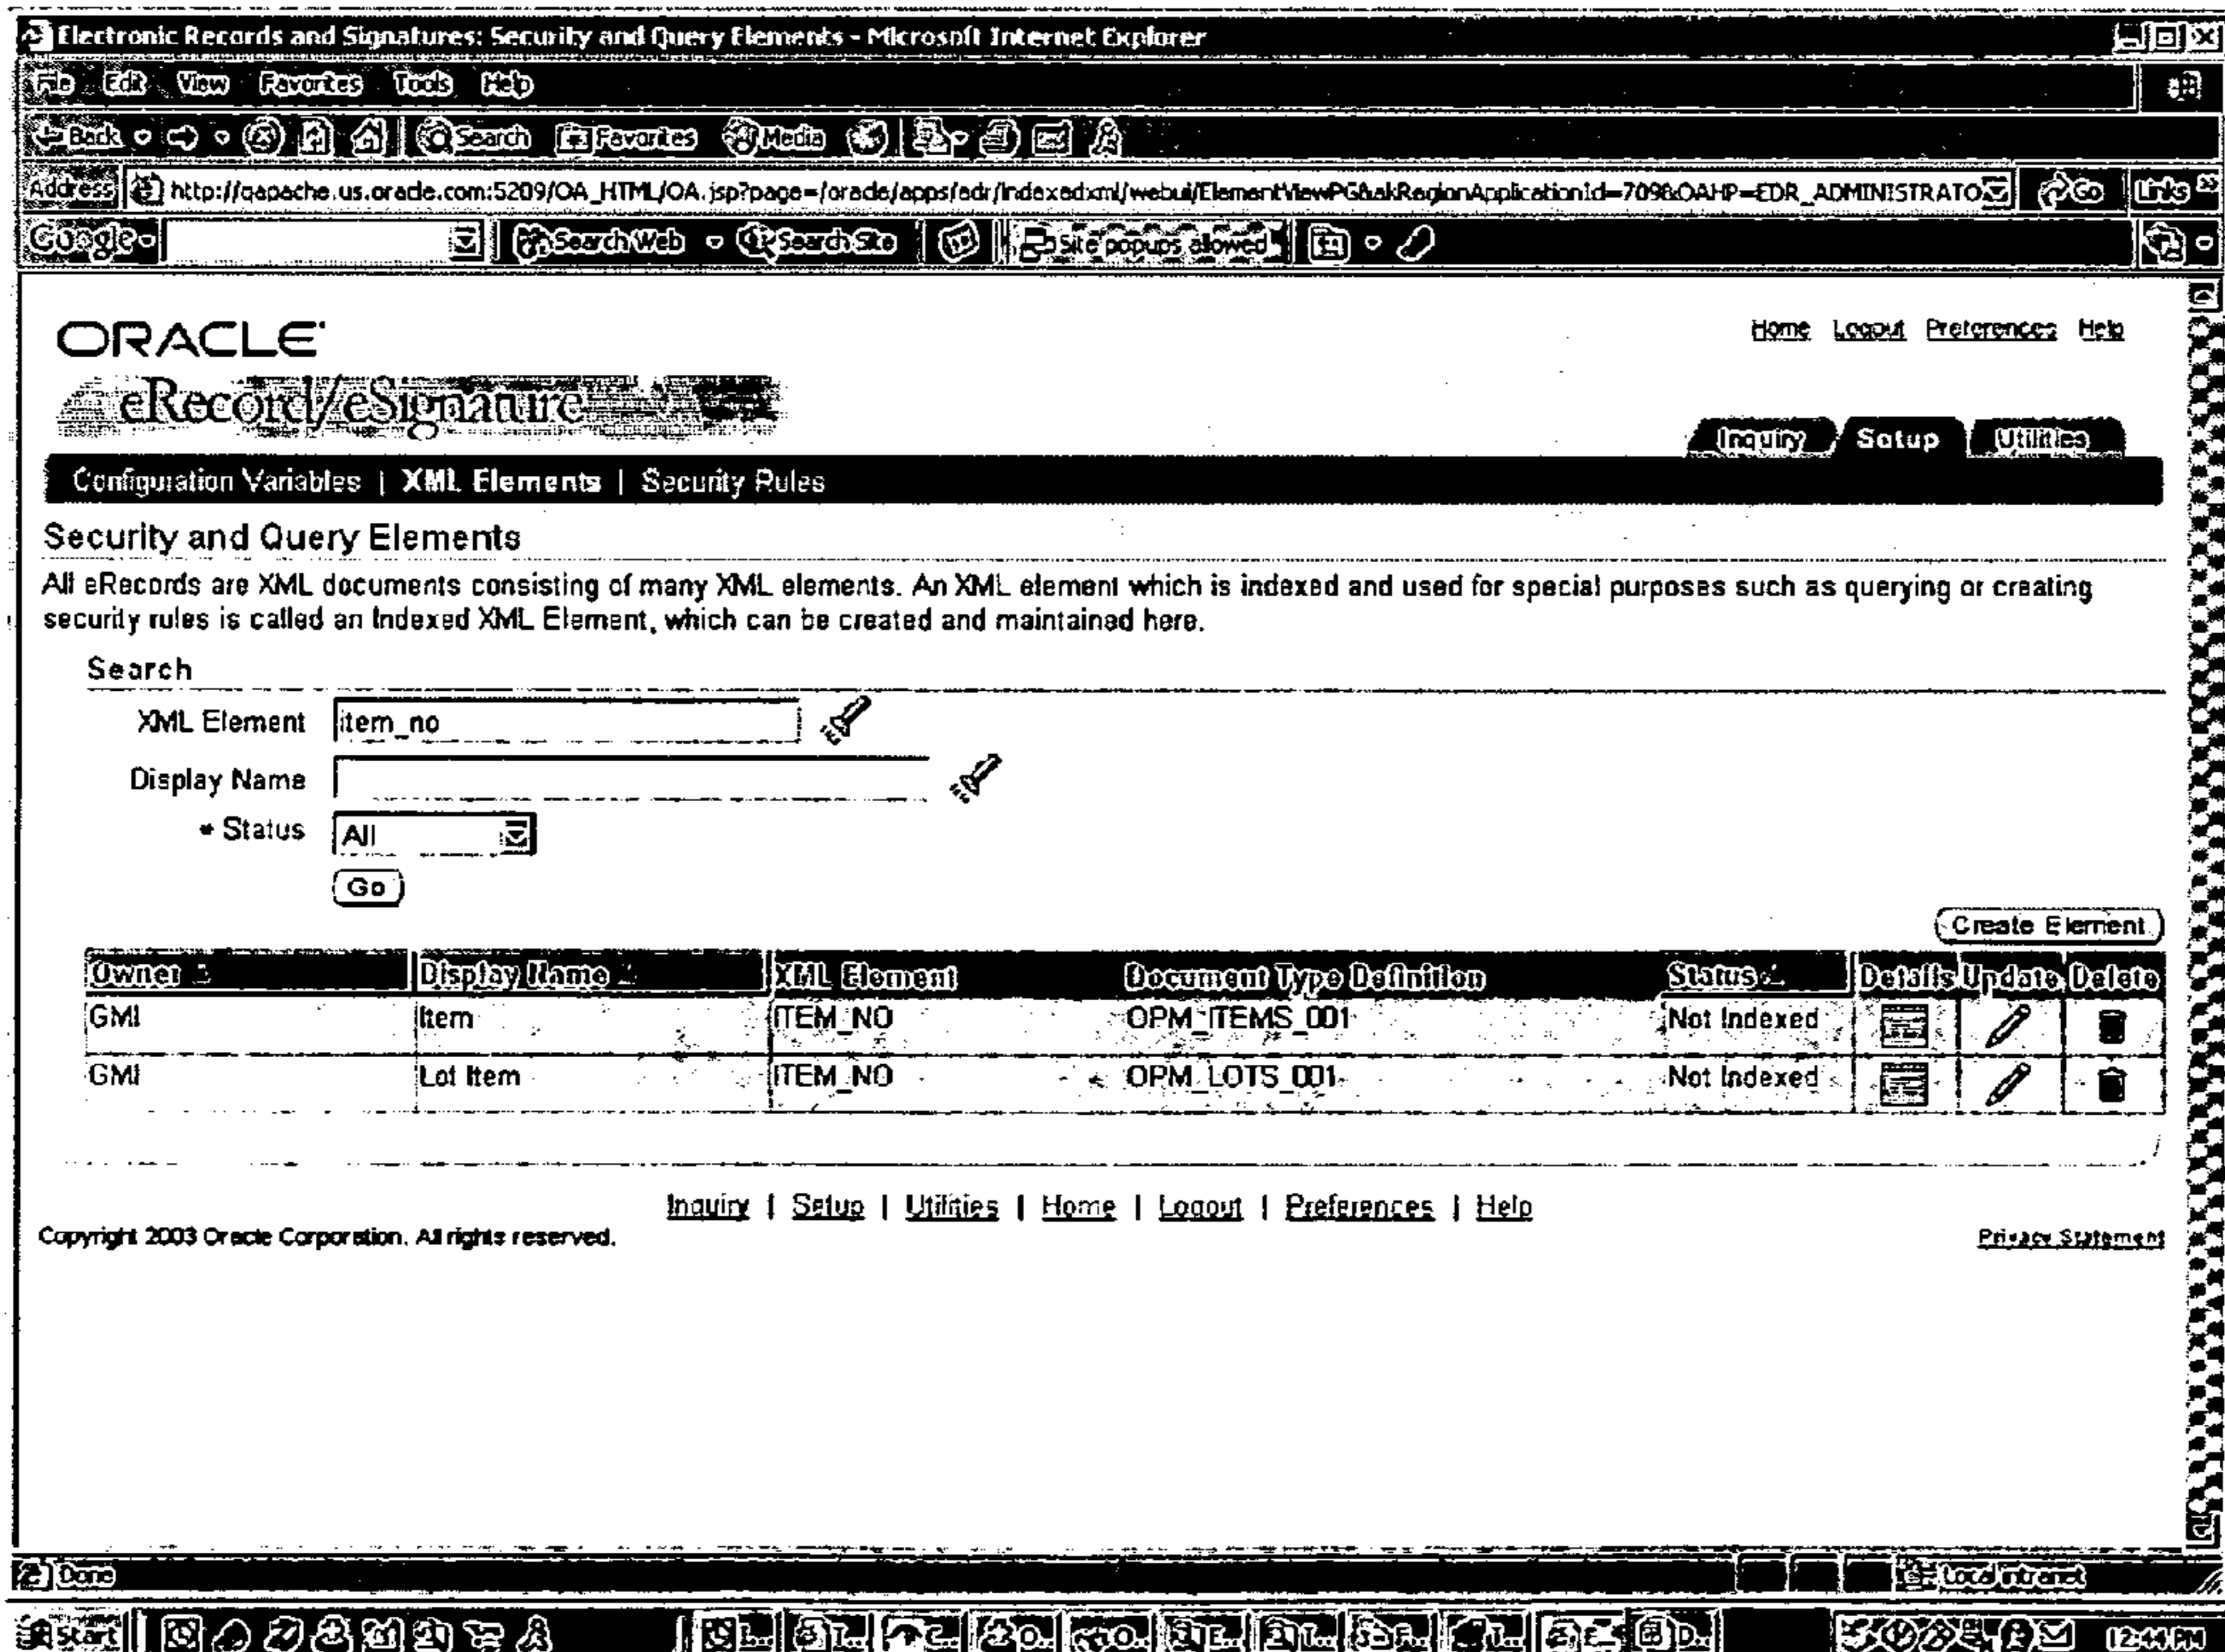 Electronic Records and Signatures: Security and Query Elements - Microsoft Internet Explorer
File Edit View Favorites Tools Help
Back Search Favorites Media
Address http://qapache.us.oracle.com:5209/OA_HTML/OA.jsp?page=/oracle/apps/edr/indexedxml/webui/ElementViewPG&akRegionApplicationId=709&OAHP=EDR_ADMINISTRATO Go Links
Google Search Web Search Site Site popups allowed
ORACLE
Home Logout Preferences Help
eRecord/eSignature
Inquiry Setup Utilities
Configuration Variables | XML Elements | Security Rules
Security and Query Elements
All eRecords are XML documents consisting of many XML elements. An XML element which is indexed and used for special purposes such as querying or creating
security rules is called an Indexed XML Element, which can be created and maintained here.
Search
XML Element item_no
Display Name
* Status All
Go
Create Element
Owner Display Name XML Element Document Type Definition Status Details Update Delete
GMI Item ITEM_NO OPM_ITEMS_001 Not Indexed
GMI Lot Item ITEM_NO OPM_LOTS_001 Not Indexed
Inquiry | Setup | Utilities | Home | Logout | Preferences | Help
Copyright 2003 Oracle Corporation. All rights reserved.
Privacy Statement
Done Local intranet
Start 12:44 PM